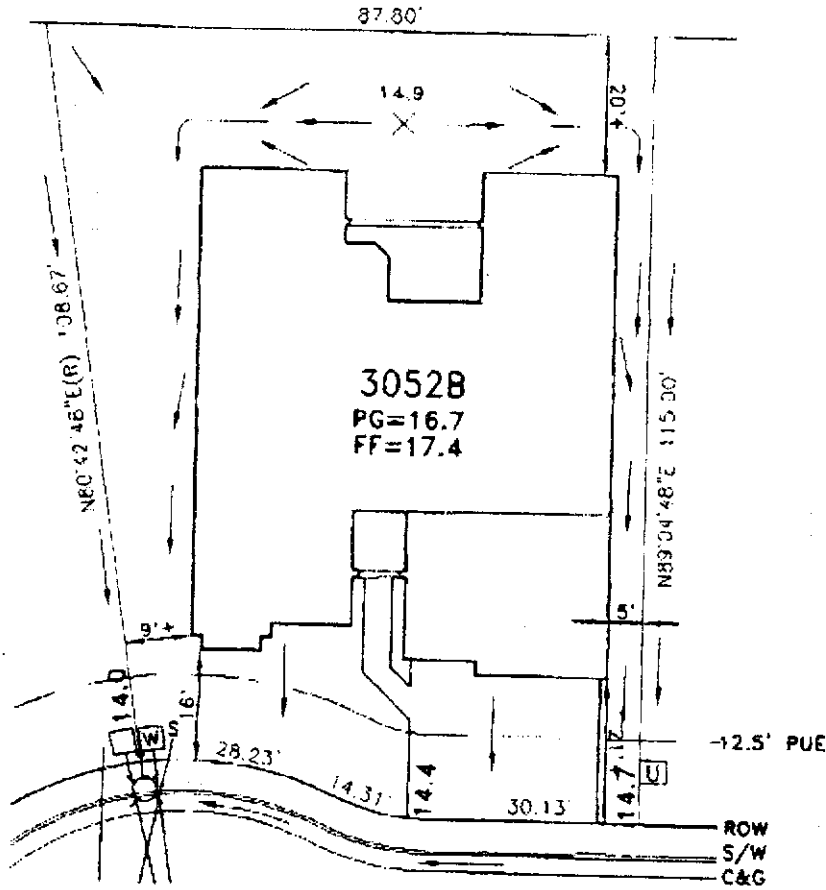 87.80'
14.9
20'+
N80°42'48"E(R) 108.67'
3052B
PG=16.7
FF=17.4
N89°04'48"E 115.00'
9'+
5'
14.0
16'
S
W
28.23'
14.31'
14.4
30.13'
21'+
14.7
U
12.5' PUE
ROW
S/W
C&G